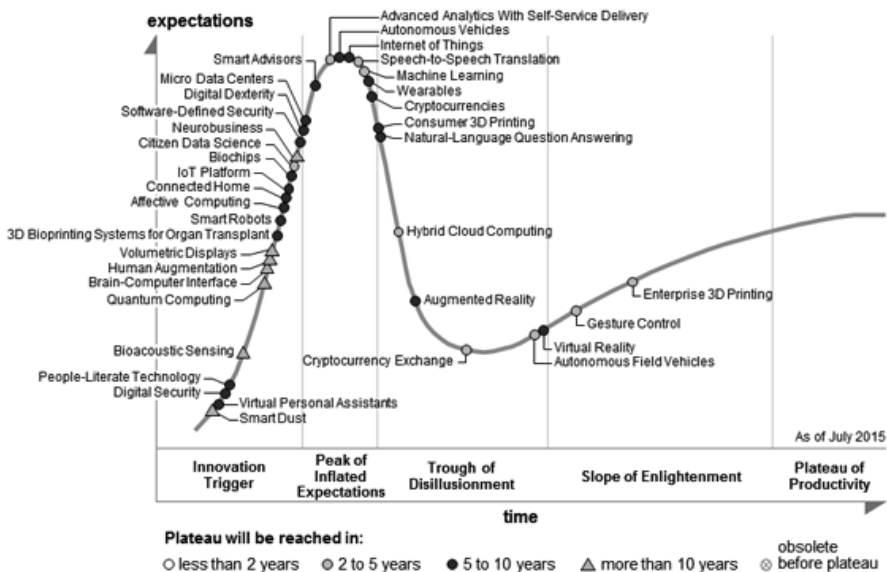 expectations
Advanced Analytics With Self-Service Delivery
Autonomous Vehicles
Internet of Things
Speech-to-Speech Translation
Machine Learning
Wearables
Cryptocurrencies
Consumer 3D Printing
Natural-Language Question Answering
Smart Advisors
Micro Data Centers
Digital Dexterity
Software-Defined Security
Neurobusiness
Citizen Data Science
Biochips
IoT Platform
Connected Home
Affective Computing
Smart Robots
3D Bioprinting Systems for Organ Transplant
Volumetric Displays
Human Augmentation
Brain-Computer Interface
Quantum Computing
Bioacoustic Sensing
People-Literate Technology
Digital Security
Virtual Personal Assistants
Smart Dust
Hybrid Cloud Computing
Augmented Reality
Cryptocurrency Exchange
Enterprise 3D Printing
Gesture Control
Virtual Reality
Autonomous Field Vehicles
As of July 2015
Innovation
Trigger
Peak of
Inflated
Expectations
Trough of
Disillusionment
Slope of Enlightenment
Plateau of
Productivity
time
Plateau will be reached in:
less than 2 years
2 to 5 years
5 to 10 years
more than 10 years
obsolete
before plateau